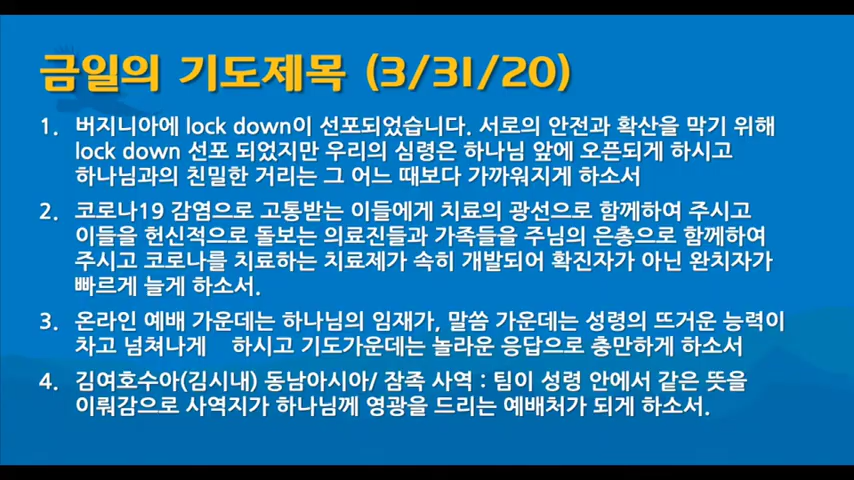 금일의 기도제목 (3/31/20)
1. 버지니아에 lock down이 선포되었습니다. 서로의 안전과 확산을 막기 위해
lock down 선포 되었지만 우리의 심령은 하나님 앞에 오픈되게 하시고
하나님과의 친밀한 거리는 그 어느 때보다 가까워지게 하소서
2. 코로나19 감염으로 고통받는 이들에게 치료의 광선으로 함께하여 주시고
이들을 헌신적으로 돌보는 의료진들과 가족들을 주님의 은총으로 함께하여
주시고 코로나를 치료하는 치료제가 속히 개발되어 확진자가 아닌 완치자가
빠르게 늘게 하소서.
3. 온라인 예배 가운데는 하나님의 임재가, 말씀 가운데는 성령의 뜨거운 능력이
차고 넘쳐나게 하시고 기도가운데는 놀라운 응답으로 충만하게 하소서
4. 김여호수아(김시내) 동남아시아/ 잠족 사역 : 팀이 성령 안에서 같은 뜻을
이뤄감으로 사역지가 하나님께 영광을 드리는 예배처가 되게 하소서.